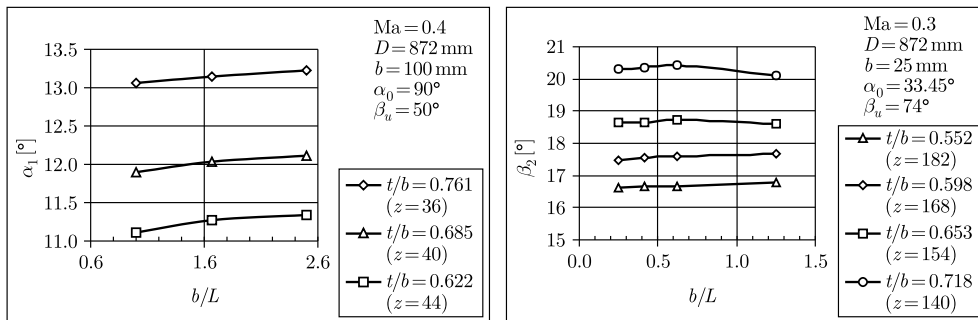 Ma=0.4
D=872 mm
b=100 mm
α₀=90°
βᵤ=50°
α₁ [°]
13.5
13.0
12.5
12.0
11.5
11.0
0.6 1.6 2.6
b/L
t/b=0.761
(z=36)
t/b=0.685
(z=40)
t/b=0.622
(z=44)
Ma=0.3
D=872 mm
b=25 mm
α₀=33.45°
βᵤ=74°
β₂ [°]
21
20
19
18
17
16
15
0.0 0.5 1.0 1.5
b/L
t/b=0.552
(z=182)
t/b=0.598
(z=168)
t/b=0.653
(z=154)
t/b=0.718
(z=140)